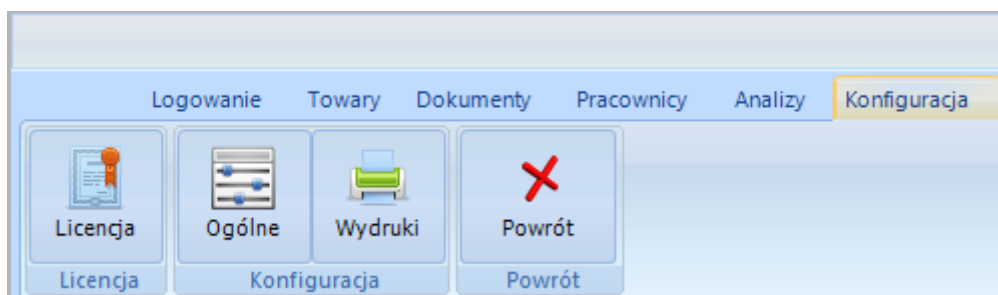 Logowanie Towary Dokumenty Pracownicy Analizy Konfiguracja
Licencja Ogólne Wydruki Powrót
Licencja Konfiguracja Powrót